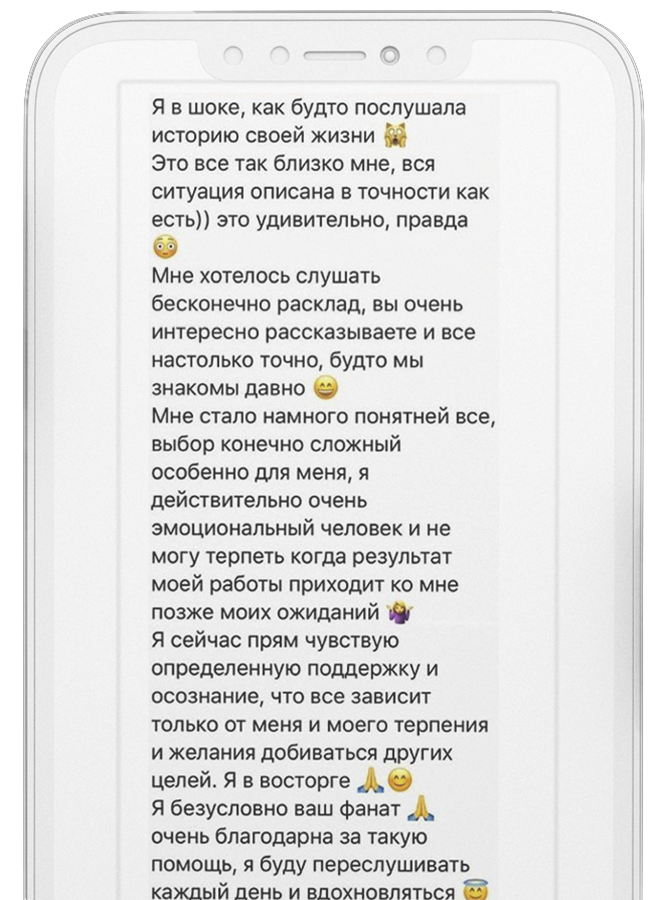 Я в шоке, как будто послушала
историю своей жизни 🙀
Это все так близко мне, вся
ситуация описана в точности как
есть)) это удивительно, правда
😳
Мне хотелось слушать
бесконечно расклад, вы очень
интересно рассказываете и все
настолько точно, будто мы
знакомы давно 😄
Мне стало намного понятней все,
выбор конечно сложный
особенно для меня, я
действительно очень
эмоциональный человек и не
могу терпеть когда результат
моей работы приходит ко мне
позже моих ожиданий 🤷‍♀️
Я сейчас прям чувствую
определенную поддержку и
осознание, что все зависит
только от меня и моего терпения
и желания добиваться других
целей. Я в восторге 🙏😊
Я безусловно ваш фанат 🙏
очень благодарна за такую
помощь, я буду переслушивать
каждый день и вдохновляться 😇